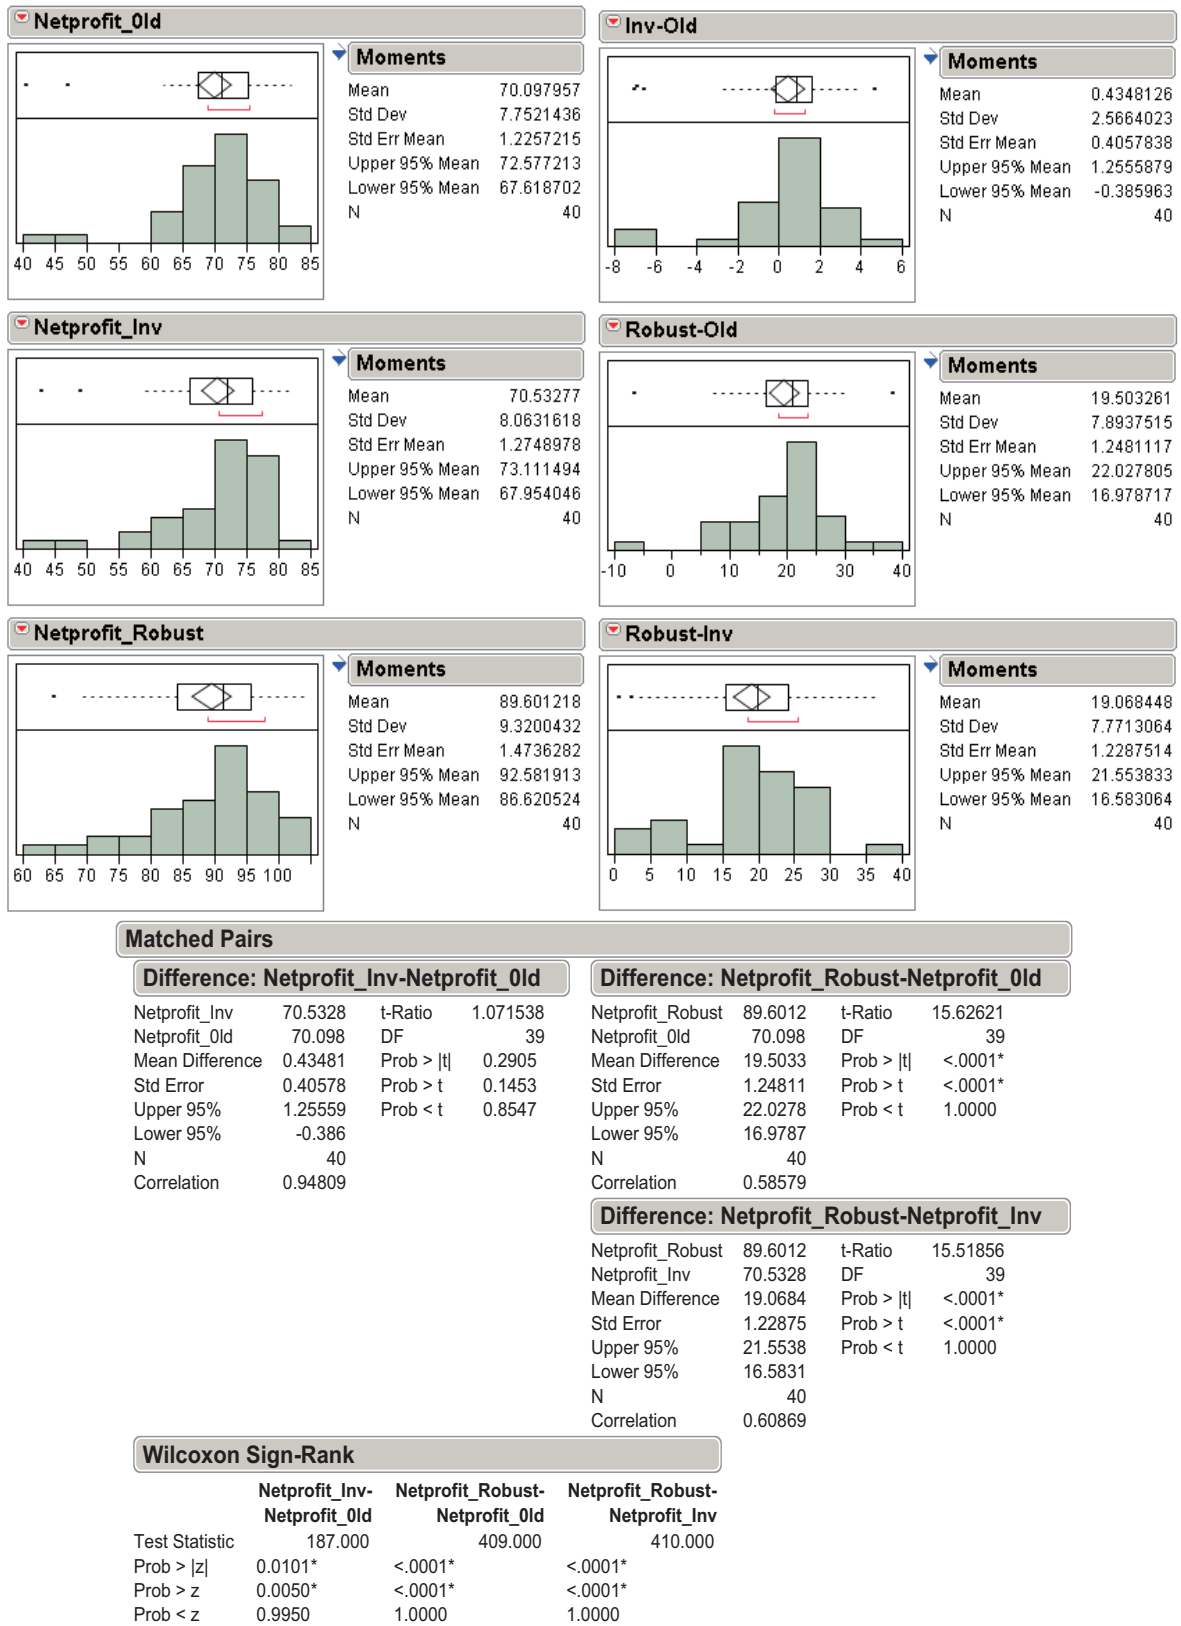 Netprofit_0ld
Moments
Mean 70.097957
Std Dev 7.7521436
Std Err Mean 1.2257215
Upper 95% Mean 72.577213
Lower 95% Mean 67.618702
N 40
40 45 50 55 60 65 70 75 80 85
Inv-Old
Moments
Mean 0.4348126
Std Dev 2.5664023
Std Err Mean 0.4057838
Upper 95% Mean 1.2555879
Lower 95% Mean -0.385963
N 40
-8 -6 -4 -2 0 2 4 6
Netprofit_Inv
Moments
Mean 70.53277
Std Dev 8.0631618
Std Err Mean 1.2748978
Upper 95% Mean 73.111494
Lower 95% Mean 67.954046
N 40
40 45 50 55 60 65 70 75 80 85
Robust-Old
Moments
Mean 19.503261
Std Dev 7.8937515
Std Err Mean 1.2481117
Upper 95% Mean 22.027805
Lower 95% Mean 16.978717
N 40
-10 0 10 20 30 40
Netprofit_Robust
Moments
Mean 89.601218
Std Dev 9.3200432
Std Err Mean 1.4736282
Upper 95% Mean 92.581913
Lower 95% Mean 86.620524
N 40
60 65 70 75 80 85 90 95 100
Robust-Inv
Moments
Mean 19.068448
Std Dev 7.7713064
Std Err Mean 1.2287514
Upper 95% Mean 21.553833
Lower 95% Mean 16.583064
N 40
0 5 10 15 20 25 30 35 40
Matched Pairs
Difference: Netprofit_Inv-Netprofit_0ld
Netprofit_Inv 70.5328 t-Ratio 1.071538
Netprofit_0ld 70.098 DF 39
Mean Difference 0.43481 Prob > |t| 0.2905
Std Error 0.40578 Prob > t 0.1453
Upper 95% 1.25559 Prob < t 0.8547
Lower 95% -0.386
N 40
Correlation 0.94809
Difference: Netprofit_Robust-Netprofit_0ld
Netprofit_Robust 89.6012 t-Ratio 15.62621
Netprofit_0ld 70.098 DF 39
Mean Difference 19.5033 Prob > |t| <.0001*
Std Error 1.24811 Prob > t <.0001*
Upper 95% 22.0278 Prob < t 1.0000
Lower 95% 16.9787
N 40
Correlation 0.58579
Difference: Netprofit_Robust-Netprofit_Inv
Netprofit_Robust 89.6012 t-Ratio 15.51856
Netprofit_Inv 70.5328 DF 39
Mean Difference 19.0684 Prob > |t| <.0001*
Std Error 1.22875 Prob > t <.0001*
Upper 95% 21.5538 Prob < t 1.0000
Lower 95% 16.5831
N 40
Correlation 0.60869
Wilcoxon Sign-Rank
Netprofit_Inv- Netprofit_Robust- Netprofit_Robust-
Netprofit_0ld Netprofit_0ld Netprofit_Inv
Test Statistic 187.000 409.000 410.000
Prob > |z| 0.0101* <.0001* <.0001*
Prob > z 0.0050* <.0001* <.0001*
Prob < z 0.9950 1.0000 1.0000